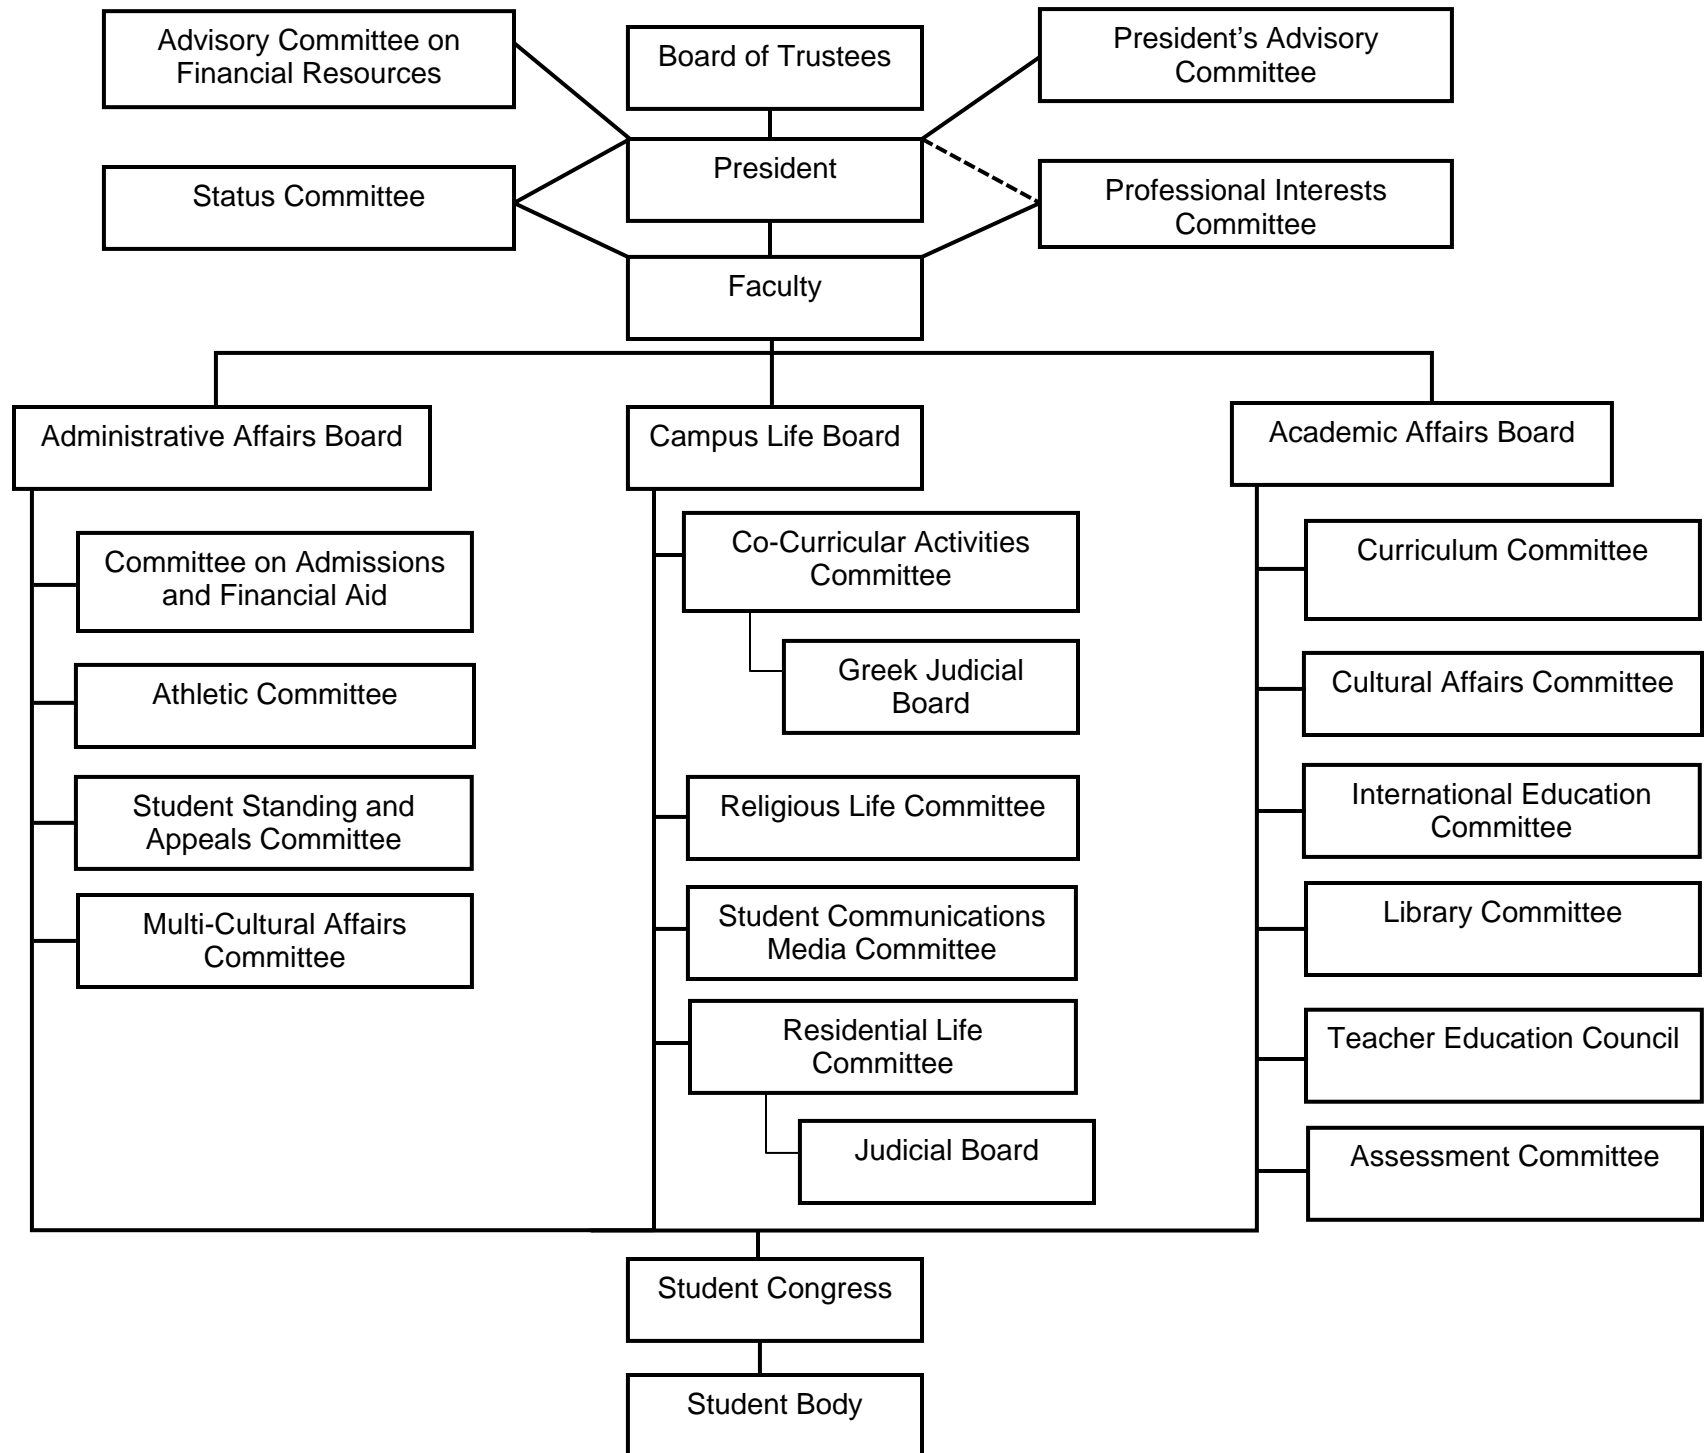 Advisory Committee on
Financial Resources
Board of Trustees
President’s Advisory
Committee
Status Committee
President
Professional Interests
Committee
Faculty
Administrative Affairs Board
Campus Life Board
Academic Affairs Board
Committee on Admissions
and Financial Aid
Athletic Committee
Student Standing and
Appeals Committee
Multi-Cultural Affairs
Committee
Co-Curricular Activities
Committee
Greek Judicial
Board
Religious Life Committee
Student Communications
Media Committee
Residential Life
Committee
Judicial Board
Curriculum Committee
Cultural Affairs Committee
International Education
Committee
Library Committee
Teacher Education Council
Assessment Committee
Student Congress
Student Body